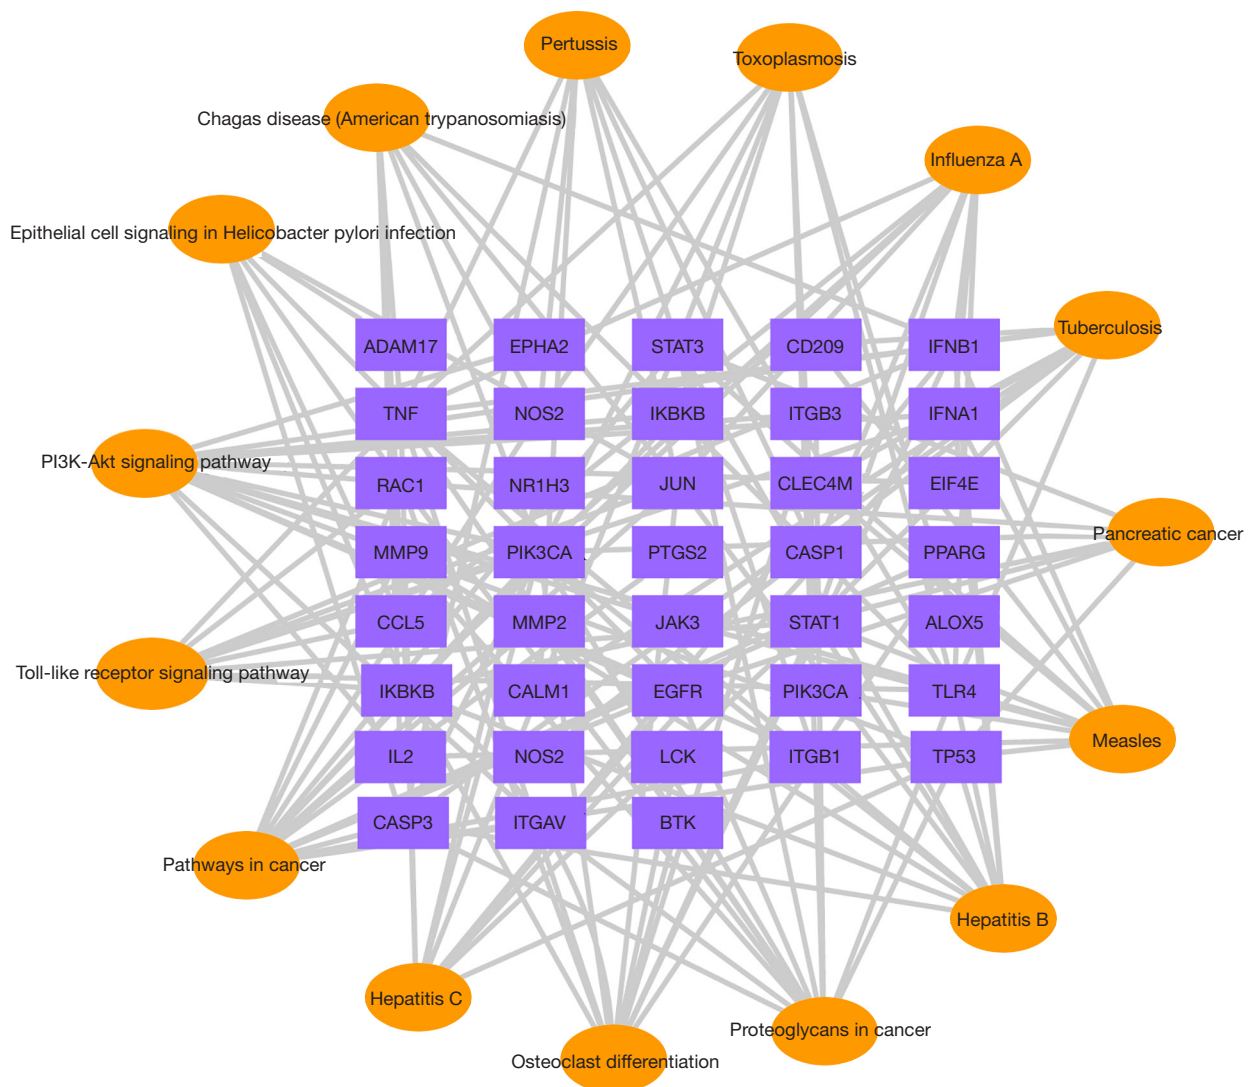 Pertussis
Toxoplasmosis
Chagas disease (American trypanosomiasis)
Influenza A
Epithelial cell signaling in Helicobacter pylori infection
Tuberculosis
ADAM17
EPHA2
STAT3
CD209
IFNB1
TNF
NOS2
IKBKB
ITGB3
IFNA1
PI3K-Akt signaling pathway
RAC1
NR1H3
JUN
CLEC4M
EIF4E
Pancreatic cancer
MMP9
PIK3CA
PTGS2
CASP1
PPARG
CCL5
MMP2
JAK3
STAT1
ALOX5
Toll-like receptor signaling pathway
IKBKB
CALM1
EGFR
PIK3CA
TLR4
Measles
IL2
NOS2
LCK
ITGB1
TP53
CASP3
ITGAV
BTK
Pathways in cancer
Hepatitis B
Hepatitis C
Proteoglycans in cancer
Osteoclast differentiation